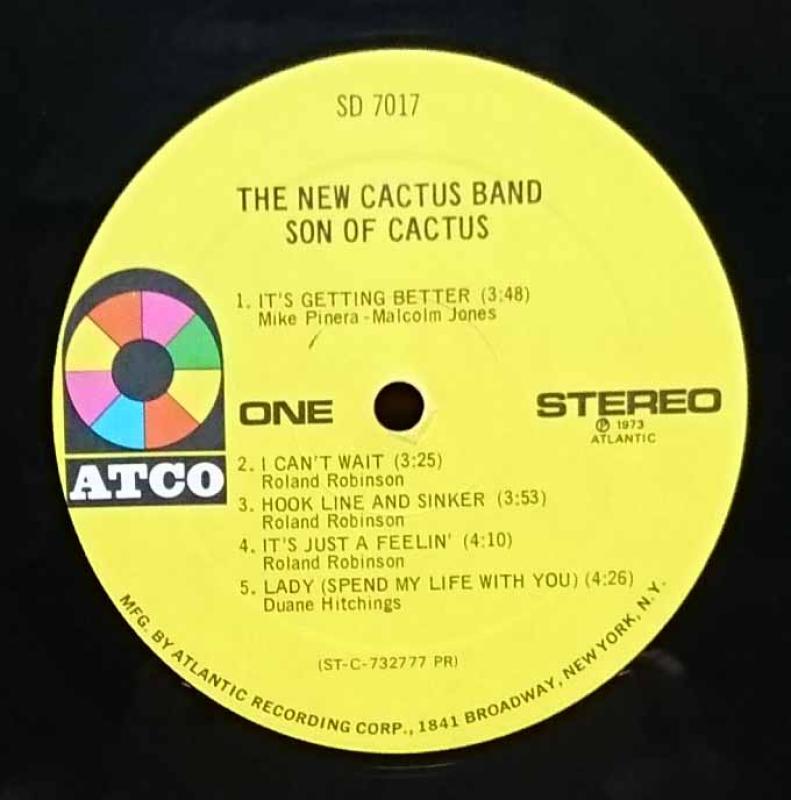 SD 7017
THE NEW CACTUS BAND
SON OF CACTUS
1. IT'S GETTING BETTER (3:48)
Mike Pinera - Malcolm Jones
ONE
STEREO
Ⓟ 1973
ATLANTIC
ATCO
2. I CAN'T WAIT (3:25)
Roland Robinson
3. HOOK LINE AND SINKER (3:53)
Roland Robinson
4. IT'S JUST A FEELIN' (4:10)
Roland Robinson
5. LADY (SPEND MY LIFE WITH YOU) (4:26)
Duane Hitchings
(ST-C-732777 PR)
MFG. BY ATLANTIC RECORDING CORP., 1841 BROADWAY, NEW YORK, N.Y.